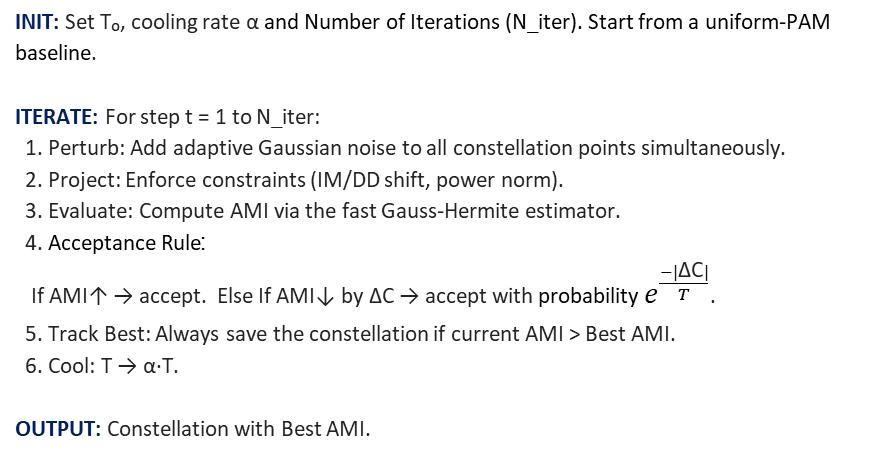 INIT: Set T₀, cooling rate α and Number of Iterations (N_iter). Start from a uniform-PAM
baseline.
ITERATE: For step t = 1 to N_iter:
1. Perturb: Add adaptive Gaussian noise to all constellation points simultaneously.
2. Project: Enforce constraints (IM/DD shift, power norm).
3. Evaluate: Compute AMI via the fast Gauss-Hermite estimator.
4. Acceptance Rule:
If AMI↑ → accept. Else If AMI↓ by ΔC → accept with probability e^(−|ΔC|/T).
5. Track Best: Always save the constellation if current AMI > Best AMI.
6. Cool: T → α·T.
OUTPUT: Constellation with Best AMI.